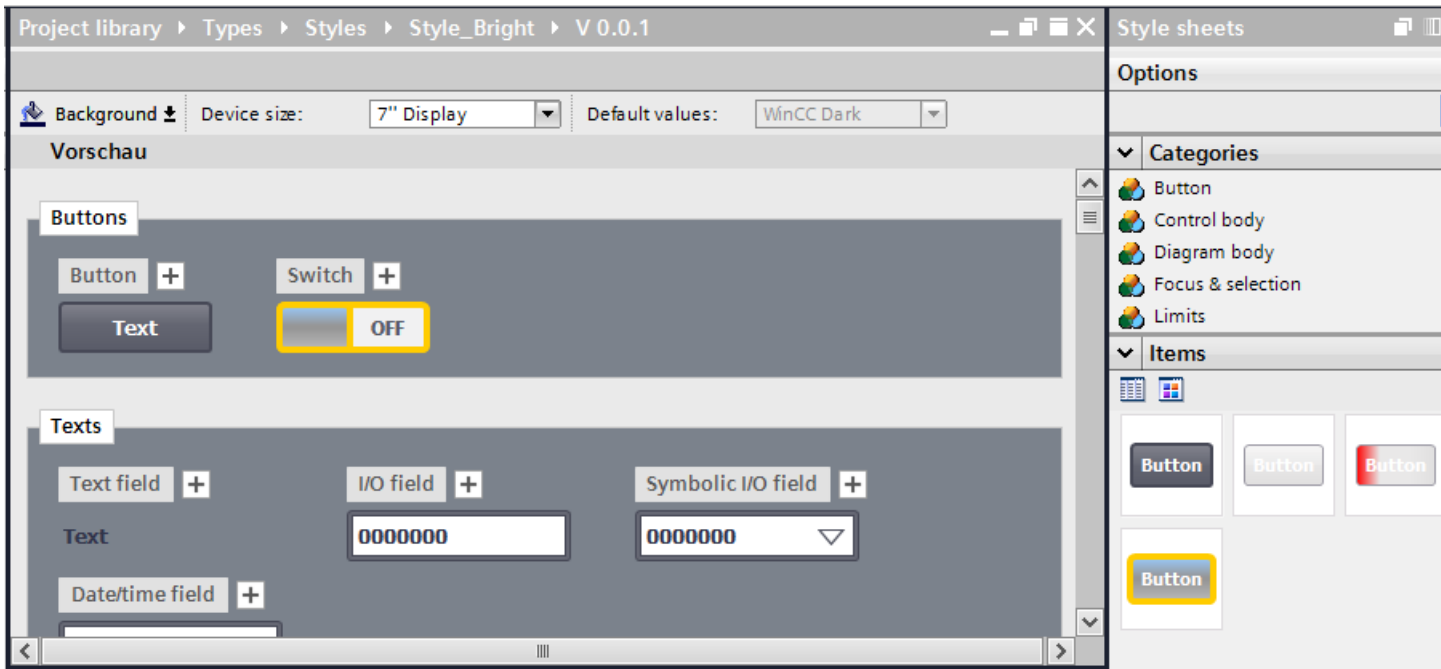 Project library Types Styles Style_Bright V 0.0.1
Background Device size: 7'' Display Default values: WinCC Dark
Vorschau
Buttons
Button + Switch +
Text OFF
Texts
Text field + I/O field + Symbolic I/O field +
Text 0000000 0000000
Date/time field +
Style sheets
Options
Categories
Button
Control body
Diagram body
Focus & selection
Limits
Items
Button Button Button
Button